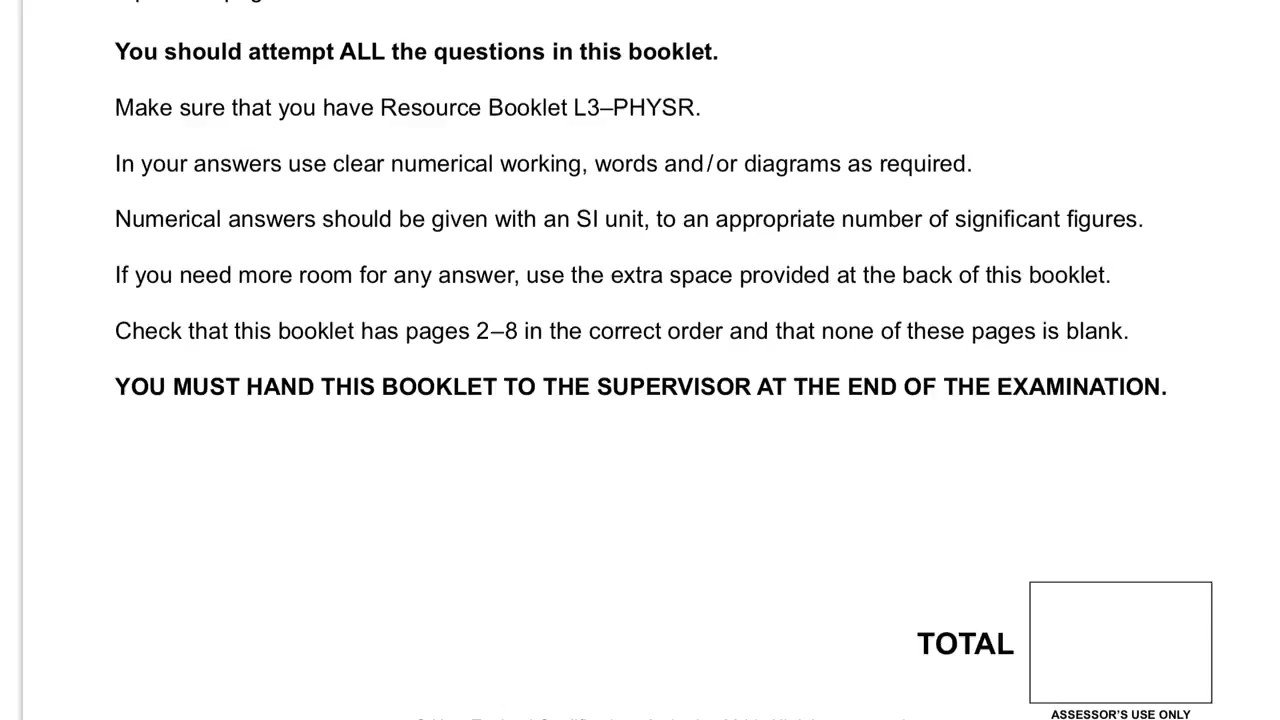 You should attempt ALL the questions in this booklet.
Make sure that you have Resource Booklet L3–PHYSR.
In your answers use clear numerical working, words and/or diagrams as required.
Numerical answers should be given with an SI unit, to an appropriate number of significant figures.
If you need more room for any answer, use the extra space provided at the back of this booklet.
Check that this booklet has pages 2–8 in the correct order and that none of these pages is blank.
YOU MUST HAND THIS BOOKLET TO THE SUPERVISOR AT THE END OF THE EXAMINATION.
TOTAL
ASSESSOR'S USE ONLY